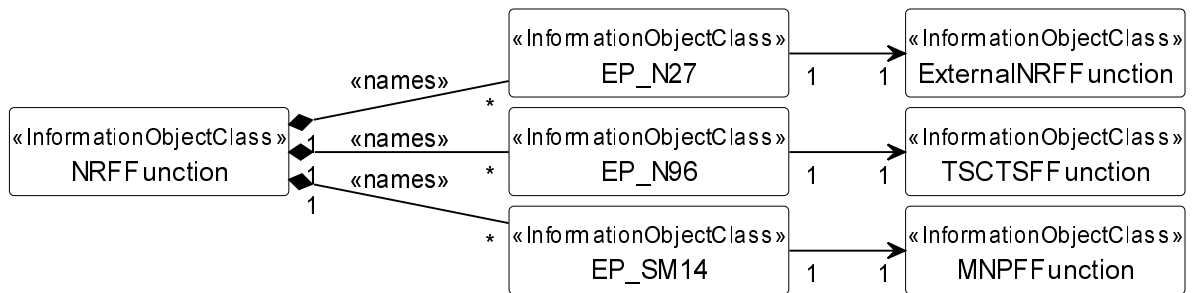 «InformationObjectClass»
EP_N27
1 1
«InformationObjectClass»
ExternalNRFFunction
«names»
*
1
«InformationObjectClass»
NRFFunction
«names»
*
1
«InformationObjectClass»
EP_N96
1 1
«InformationObjectClass»
TSCTSFFunction
«names»
*
1
«InformationObjectClass»
EP_SM14
1 1
«InformationObjectClass»
MNPFFunction